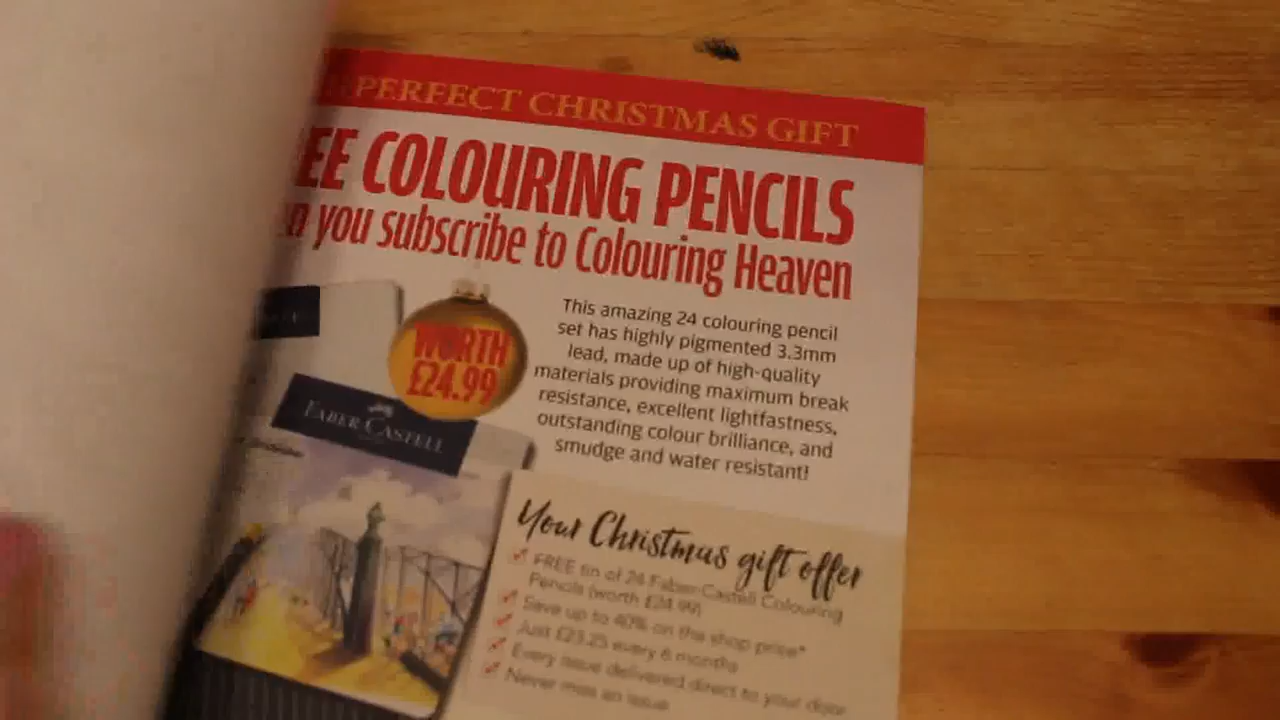 PERFECT CHRISTMAS GIFT
EE COLOURING PENCILS
you subscribe to Colouring Heaven
WORTH
£24.99
This amazing 24 colouring pencil
set has highly pigmented 3.3mm
lead, made up of high-quality
materials providing maximum break
resistance, excellent lightfastness,
outstanding colour brilliance, and
smudge and water resistant!
FABER CASTELL
Your Christmas gift offer
FREE tin of 24 Faber-Castell Colouring
Pencils (worth £24.99)
Save up to 40% on the shop price*
Just £23.25 every 6 months
Every issue delivered direct to your door
Never miss an issue